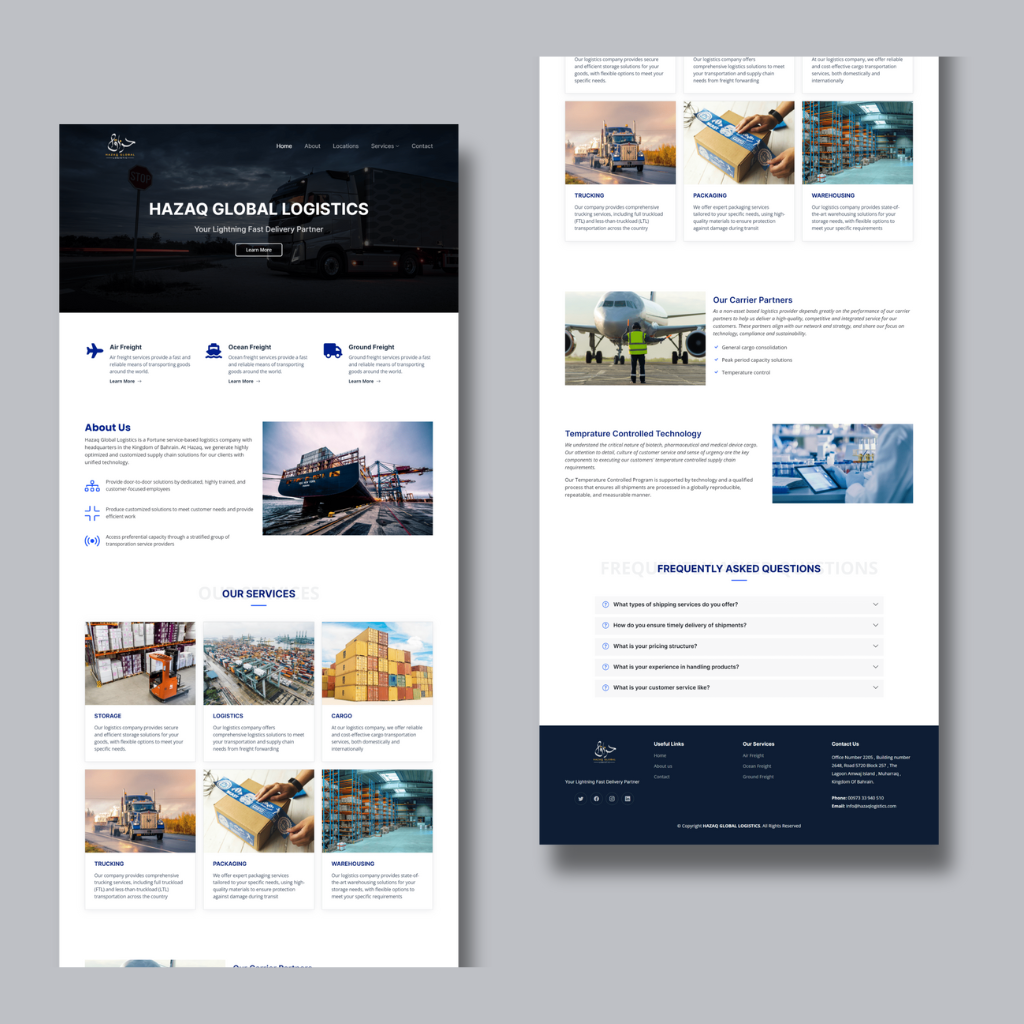 حزق
HAZAQ GLOBAL
Home About Locations Services Contact
STOP
HAZAQ GLOBAL LOGISTICS
Your Lightning Fast Delivery Partner
Learn More
Air Freight
Air freight services provide a fast and
reliable means of transporting goods
around the world.
Learn More →
Ocean Freight
Ocean freight services provide a fast and
reliable means of transporting goods
around the world.
Learn More →
Ground Freight
Ground freight services provide a fast and
reliable means of transporting goods
around the world.
Learn More →
About Us
Hazaq Global Logistics is a Fortune service-based logistics company with
headquarters in the Kingdom of Bahrain. At Hazaq, we generate highly
optimized and customized supply chain solutions for our clients with
unified technology.
Provide door-to-door solutions by dedicated, highly trained, and
customer-focused employees
Produce customized solutions to meet customer needs and provide
efficient work
Access preferential capacity through a stratified group of
transporation service providers
OUR SERVICES
STORAGE
Our logistics company provides secure
and efficient storage solutions for your
goods, with flexible options to meet your
specific needs.
LOGISTICS
Our logistics company offers
comprehensive logistics solutions to meet
your transportation and supply chain
needs from freight forwarding
CARGO
At our logistics company, we offer reliable
and cost-effective cargo transportation
services, both domestically and
internationally
TRUCKING
Our company provides comprehensive
trucking services, including full truckload
(FTL) and less-than-truckload (LTL)
transportation across the country
PACKAGING
We offer expert packaging services
tailored to your specific needs, using high-
quality materials to ensure protection
against damage during transit
WAREHOUSING
Our logistics company provides state-of-
the-art warehousing solutions for your
storage needs, with flexible options to
meet your specific requirements
Our Carrier Partners
Our logistics company provides secure
and efficient storage solutions for your
goods, with flexible options to meet your
specific needs.
Our logistics company offers
comprehensive logistics solutions to meet
your transportation and supply chain
needs from freight forwarding
At our logistics company, we offer reliable
and cost-effective cargo transportation
services, both domestically and
internationally
TRUCKING
Our company provides comprehensive
trucking services, including full truckload
(FTL) and less-than-truckload (LTL)
transportation across the country
PACKAGING
We offer expert packaging services
tailored to your specific needs, using high-
quality materials to ensure protection
against damage during transit
WAREHOUSING
Our logistics company provides state-of-
the-art warehousing solutions for your
storage needs, with flexible options to
meet your specific requirements
Our Carrier Partners
As a non-asset based logistics provider depends greatly on the performance of our carrier
partners to help us deliver a high-quality, competitive and integrated service for our
customers. These partners align with our network and strategy, and share our focus on
technology, compliance and sustainability.
General cargo consolidation
Peak period capacity solutions
Temperature control
Temprature Controlled Technology
We understand the critical nature of biotech, pharmaceutical and medical device cargo.
Our attention to detail, culture of customer service and sense of urgency are the key
components to executing our customers' temperature controlled supply chain
requirements.
Our Temperature Controlled Program is supported by technology and a qualified
process that ensures all shipments are processed in a globally reproducible,
repeatable, and measurable manner.
FREQUENTLY ASKED QUESTIONS
What types of shipping services do you offer?
How do you ensure timely delivery of shipments?
What is your pricing structure?
What is your experience in handling products?
What is your customer service like?
Your Lightning Fast Delivery Partner
Useful Links
Home
About us
Contact
Our Services
Air Freight
Ocean Freight
Ground Freight
Contact Us
Office Number 2205 , Building number
2648, Road 5720 Block 257 , The
Lagoon Amwaj Island , Muharraq ,
Kingdom Of Bahrain.
Phone: 00973 33 940 510
Email: info@hazaqlogistics.com
© Copyright HAZAQ GLOBAL LOGISTICS. All Rights Reserved